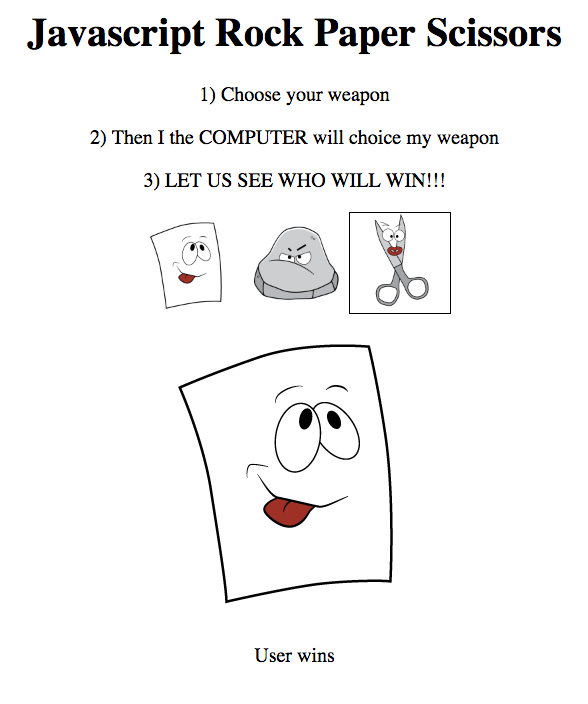 Javascript Rock Paper Scissors
1) Choose your weapon
2) Then I the COMPUTER will choice my weapon
3) LET US SEE WHO WILL WIN!!!
User wins